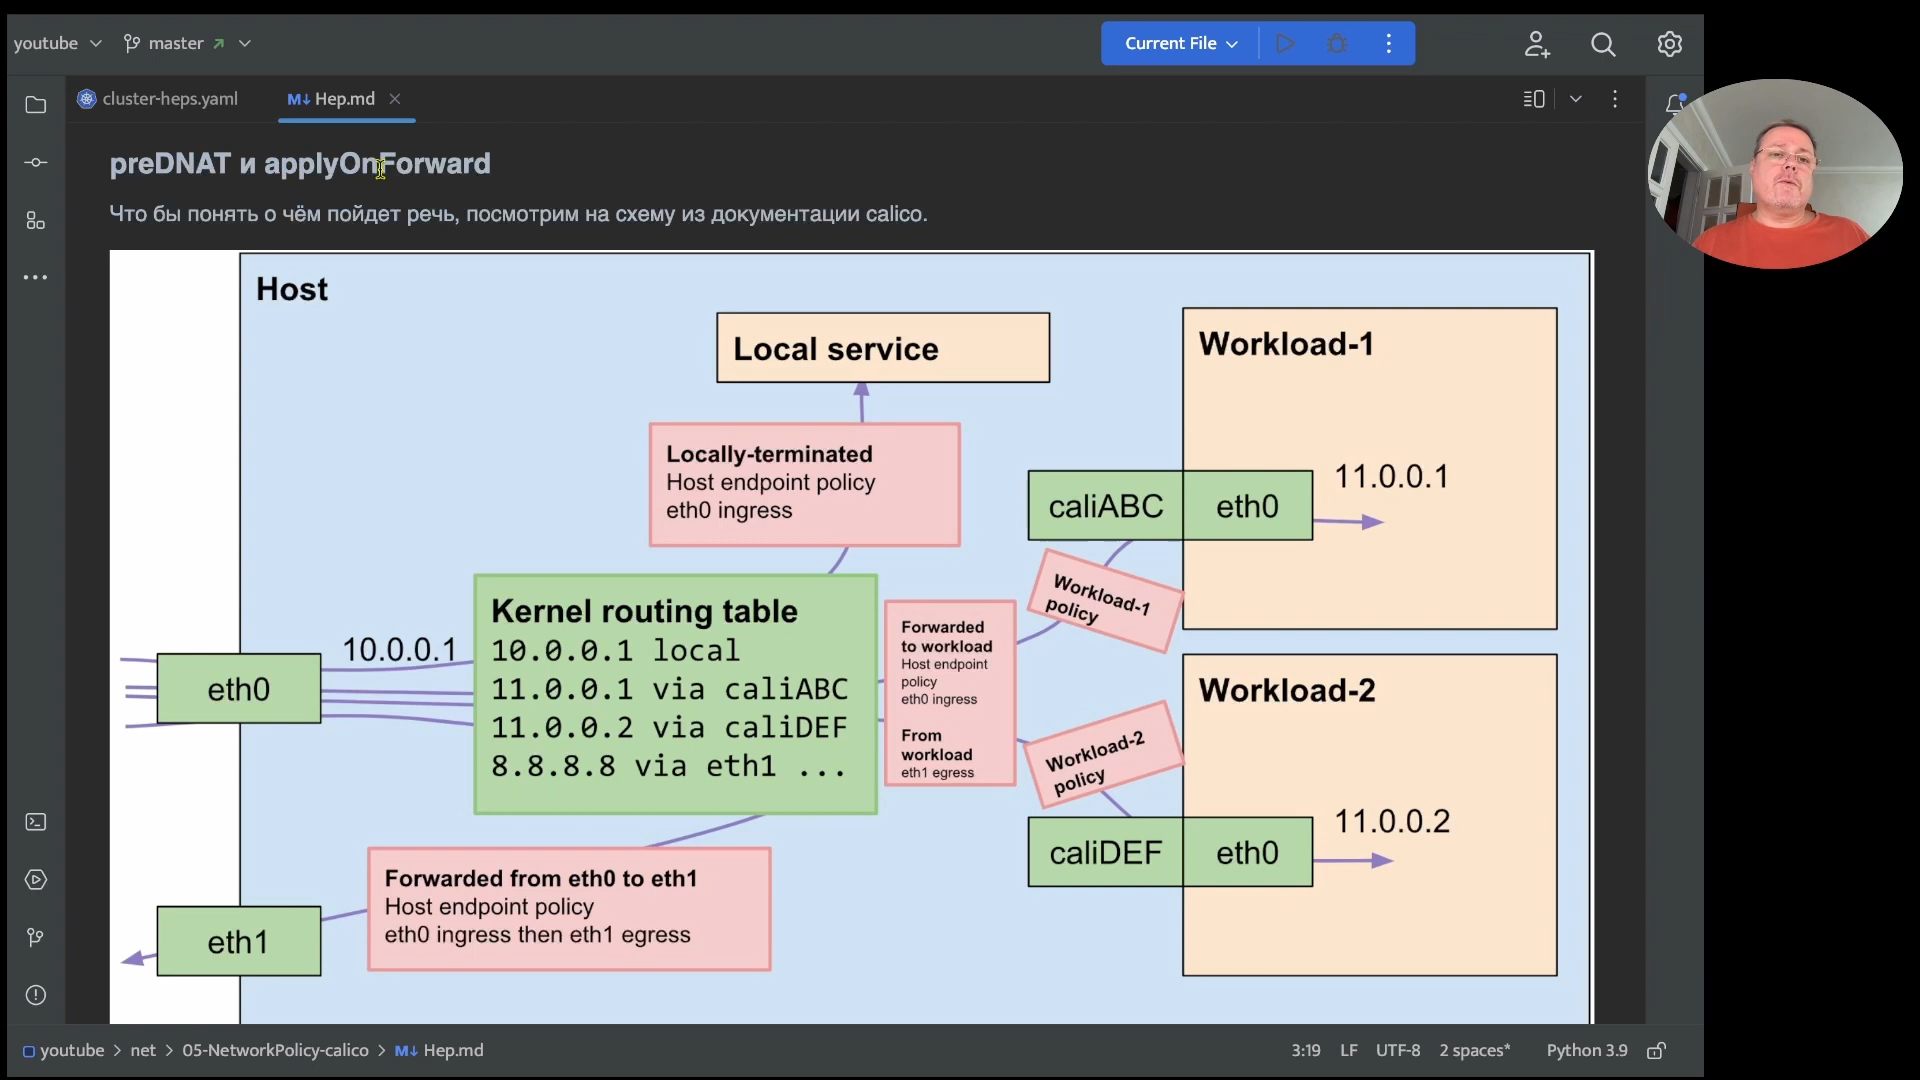 youtube
master
Current File
cluster-heps.yaml
M↓ Hep.md
preDNAT и applyOnForward
Что бы понять о чём пойдет речь, посмотрим на схему из документации calico.
Host
Local service
Workload-1
Locally-terminated
Host endpoint policy
eth0 ingress
caliABC
eth0
11.0.0.1
Workload-1
policy
Kernel routing table
10.0.0.1 local
11.0.0.1 via caliABC
11.0.0.2 via caliDEF
8.8.8.8 via eth1 ...
10.0.0.1
eth0
Forwarded
to workload
Host endpoint
policy
eth0 ingress
From
workload
eth1 egress
Workload-2
Workload-2
policy
caliDEF
eth0
11.0.0.2
Forwarded from eth0 to eth1
Host endpoint policy
eth0 ingress then eth1 egress
eth1
youtube > net > 05-NetworkPolicy-calico > M↓ Hep.md
3:19 LF UTF-8 2 spaces* Python 3.9